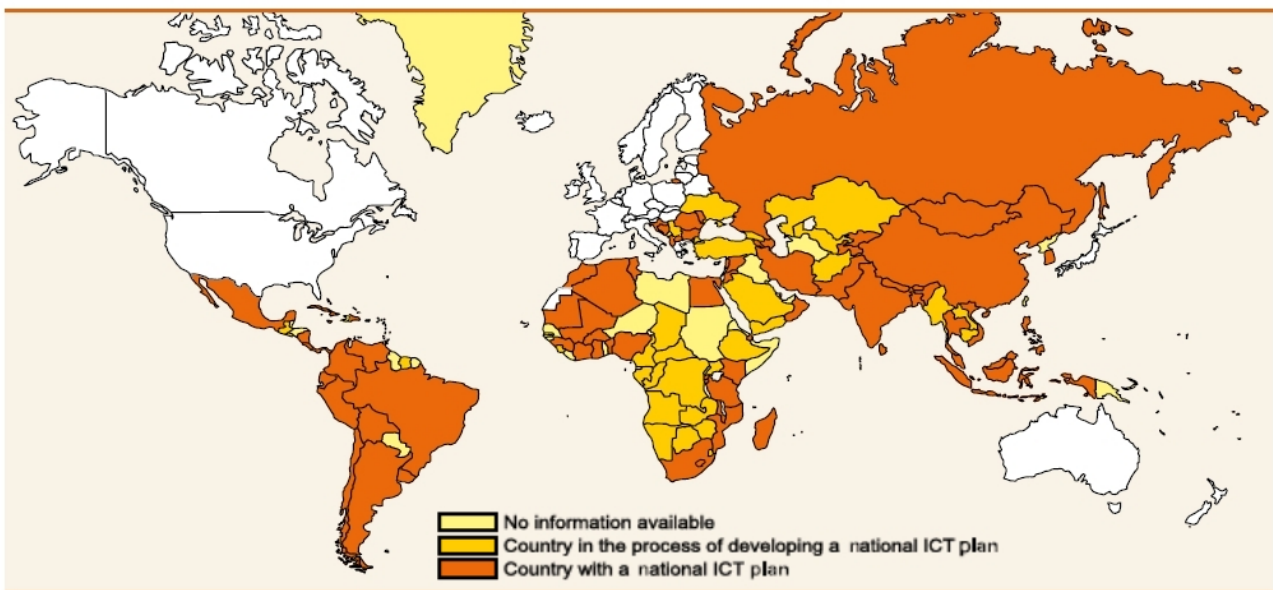 No information available
Country in the process of developing a national ICT plan
Country with a national ICT plan